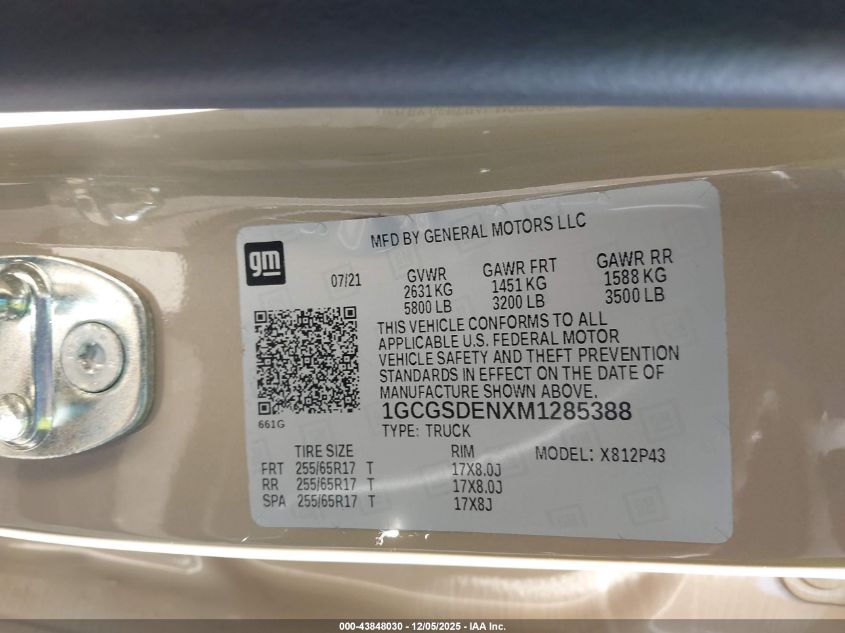 MFD BY GENERAL MOTORS LLC
gm
07/21
GVWR GAWR FRT GAWR RR
2631 KG 1451 KG 1588 KG
5800 LB 3200 LB 3500 LB
THIS VEHICLE CONFORMS TO ALL
APPLICABLE U.S. FEDERAL MOTOR
VEHICLE SAFETY AND THEFT PREVENTION
STANDARDS IN EFFECT ON THE DATE OF
MANUFACTURE SHOWN ABOVE.
1GCGSDENXM1285388
661G
TYPE: TRUCK
TIRE SIZE RIM MODEL: X812P43
FRT 255/65R17 T 17X8.0J
RR 255/65R17 T 17X8.0J
SPA 255/65R17 T 17X8J
000-43848030 - 12/05/2025 - IAA Inc.